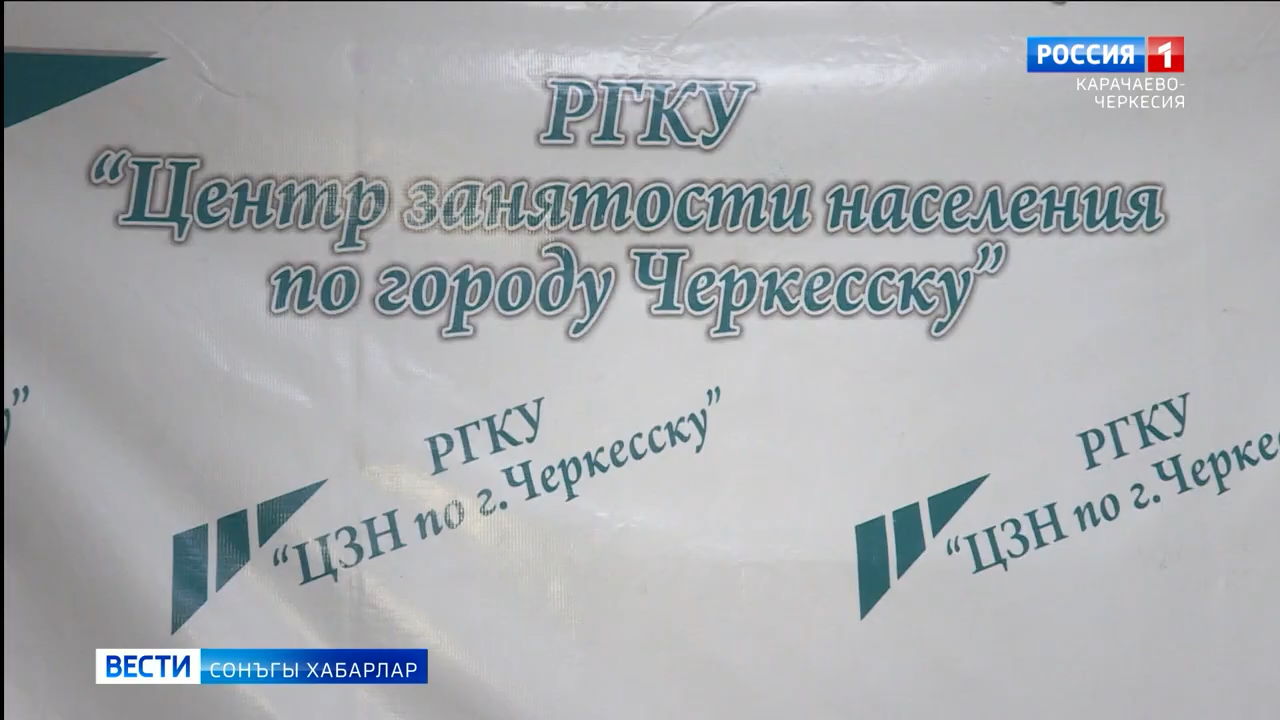 РОССИЯ 1
КАРАЧАЕВО-
ЧЕРКЕСИЯ
РГКУ
“Центр занятости населения
по городу Черкесску”
РГКУ
“ЦЗН по г.Черкесску”
РГКУ
“ЦЗН по г.
ВЕСТИ СОНЪГЫ ХАБАРЛАР